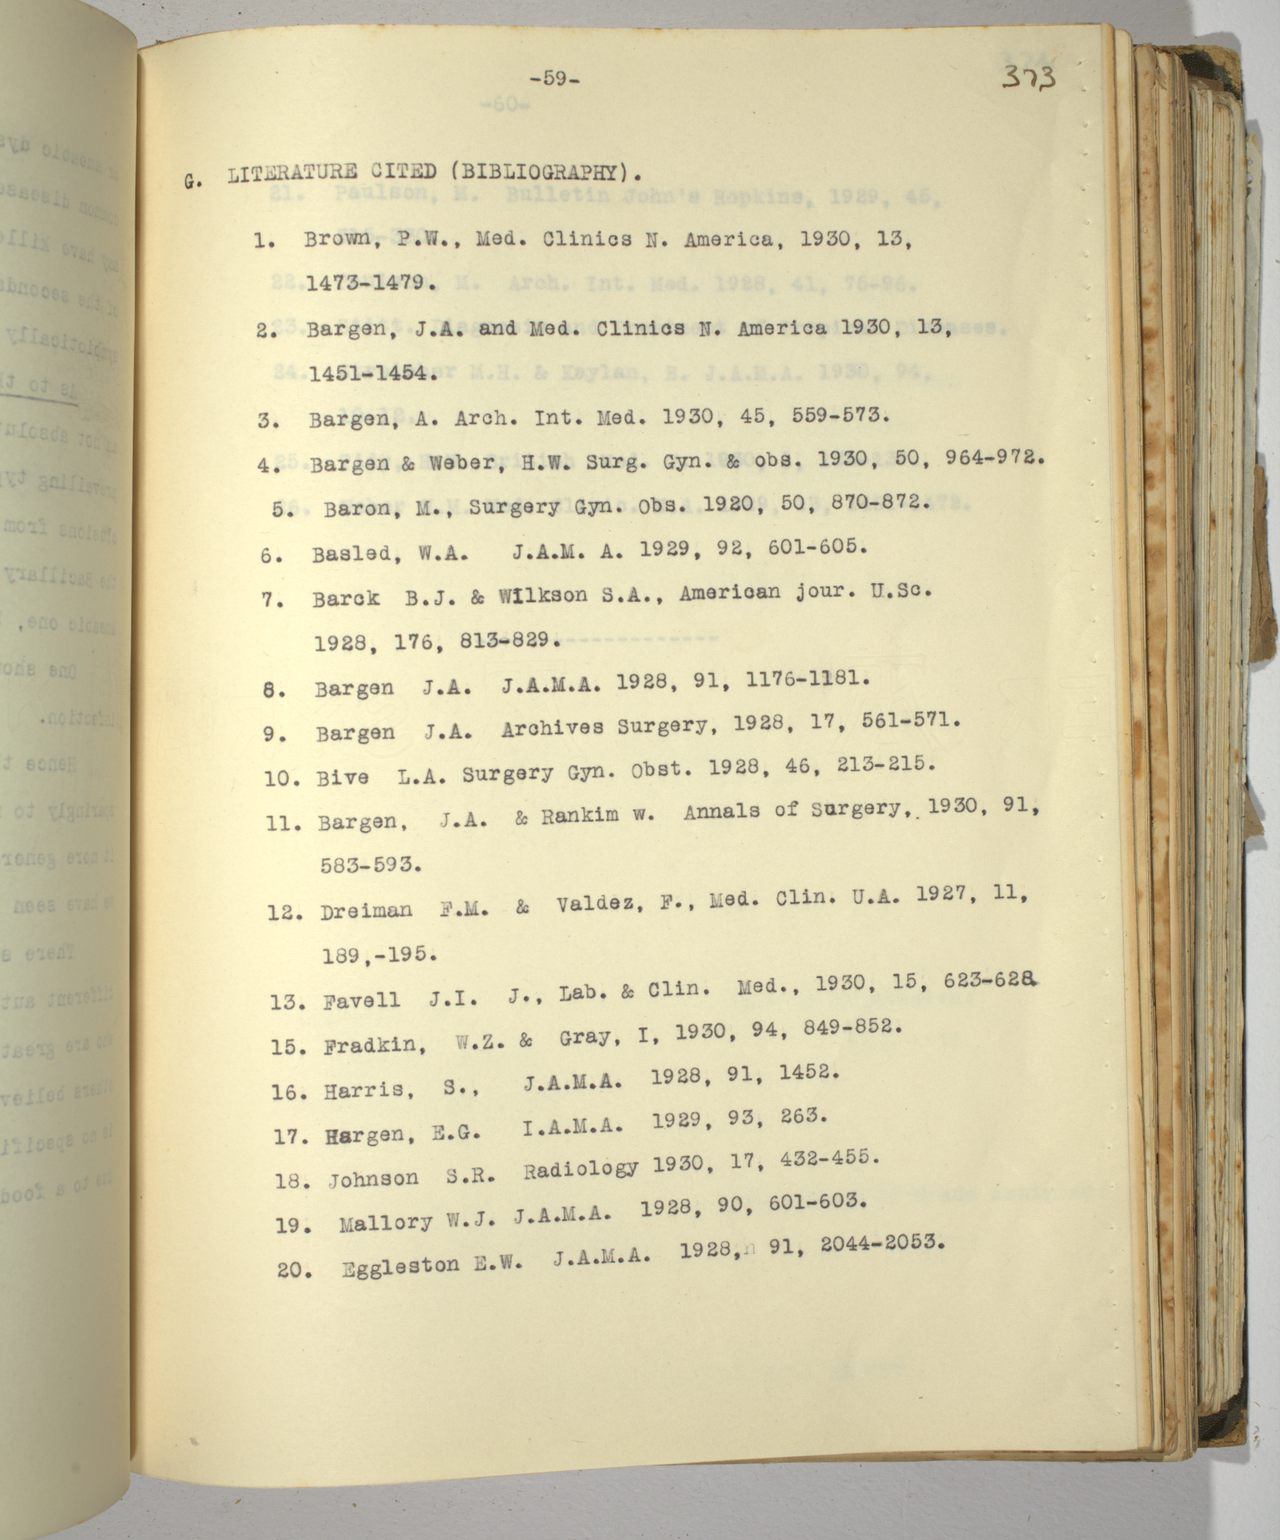 -59-
373
G. LITERATURE CITED (BIBLIOGRAPHY).
1. Brown, P.W., Med. Clinics N. America, 1930, 13,
1473-1479.
2. Bargen, J.A. and Med. Clinics N. America 1930, 13,
1451-1454.
3. Bargen, A. Arch. Int. Med. 1930, 45, 559-573.
4. Bargen & Weber, H.W. Surg. Gyn. & obs. 1930, 50, 964-972.
5. Baron, M., Surgery Gyn. Obs. 1920, 50, 870-872.
6. Basled, W.A. J.A.M. A. 1929, 92, 601-605.
7. Barck B.J. & Wilkson S.A., American jour. U.Sc.
1928, 176, 813-829.
8. Bargen J.A. J.A.M.A. 1928, 91, 1176-1181.
9. Bargen J.A. Archives Surgery, 1928, 17, 561-571.
10. Bive L.A. Surgery Gyn. Obst. 1928, 46, 213-215.
11. Bargen, J.A. & Rankim w. Annals of Surgery, 1930, 91,
583-593.
12. Dreiman F.M. & Valdez, F., Med. Clin. U.A. 1927, 11,
189,-195.
13. Favell J.I. J., Lab. & Clin. Med., 1930, 15, 623-628
15. Fradkin, W.Z. & Gray, I, 1930, 94, 849-852.
16. Harris, S., J.A.M.A. 1928, 91, 1452.
17. Hargen, E.G. I.A.M.A. 1929, 93, 263.
18. Johnson S.R. Radiology 1930, 17, 432-455.
19. Mallory W.J. J.A.M.A. 1928, 90, 601-603.
20. Eggleston E.W. J.A.M.A. 1928, 91, 2044-2053.